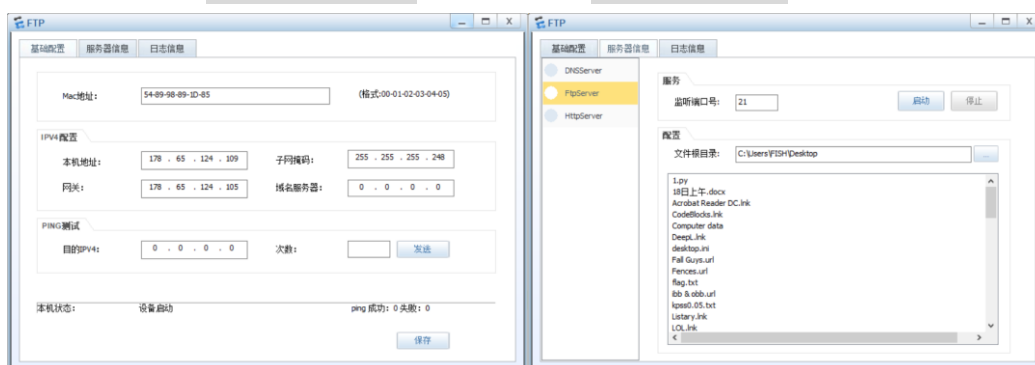 FTP
基础配置 服务器信息 日志信息
Mac地址： 54-89-98-89-1D-85 (格式:00-01-02-03-04-05)
IPV4配置
本机地址： 178 . 65 . 124 . 109 子网掩码： 255 . 255 . 255 . 248
网关： 178 . 65 . 124 . 105 域名服务器： 0 . 0 . 0 . 0
PING测试
目的IPV4： 0 . 0 . 0 . 0 次数： 发送
本机状态： 设备启动 ping 成功：0 失败：0
保存
FTP
基础配置 服务器信息 日志信息
DNSServer
FtpServer
HttpServer
服务
监听端口号： 21 启动 停止
配置
文件根目录： C:\Users\FISH\Desktop ...
1.py
18日上午.docx
Acrobat Reader DC.lnk
CodeBlocks.lnk
Computer data
DeepL.lnk
desktop.ini
Fall Guys.url
Fences.url
flag.txt
ibb & obb.url
kpss0.05.txt
Listary.lnk
LOL.lnk